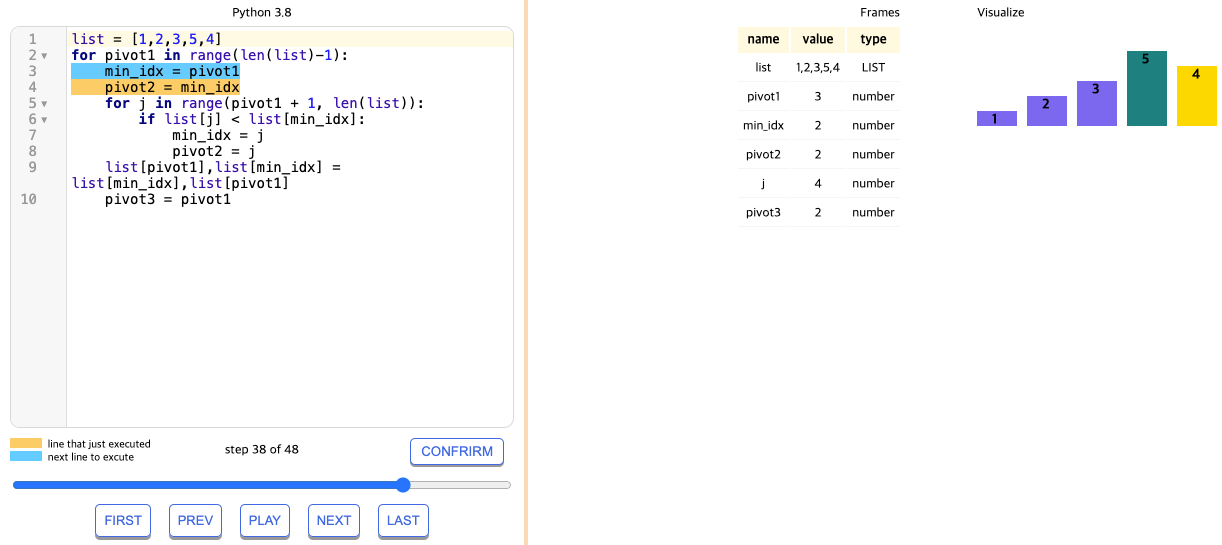 Python 3.8
1 list = [1,2,3,5,4]
2 for pivot1 in range(len(list)-1):
3     min_idx = pivot1
4     pivot2 = min_idx
5     for j in range(pivot1 + 1, len(list)):
6         if list[j] < list[min_idx]:
7             min_idx = j
8             pivot2 = j
9     list[pivot1],list[min_idx] =
list[min_idx],list[pivot1]
10     pivot3 = pivot1
line that just executed
next line to excute
step 38 of 48
CONFRIRM
FIRST PREV PLAY NEXT LAST
Frames
name value type
list 1,2,3,5,4 LIST
pivot1 3 number
min_idx 2 number
pivot2 2 number
j 4 number
pivot3 2 number
Visualize
1 2 3 5 4